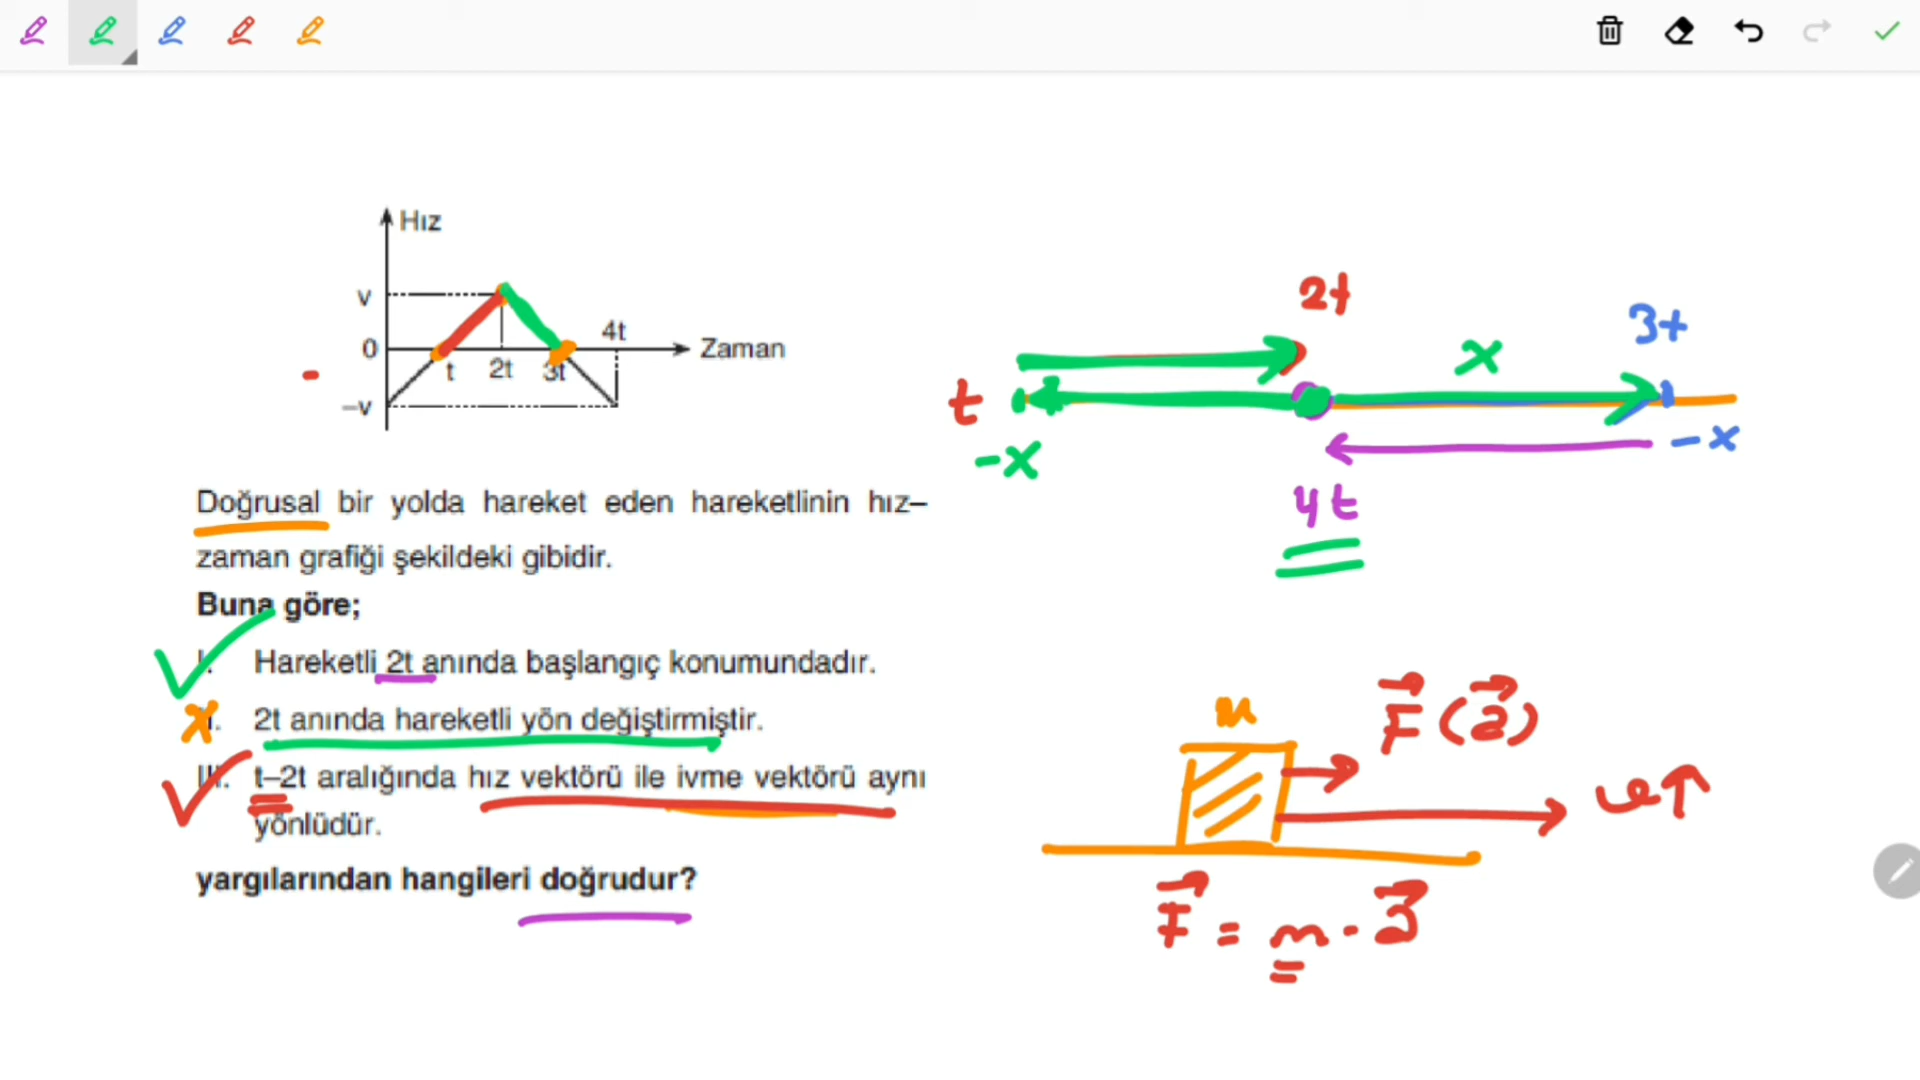 Hız
v
0
–v
t
2t
3t
4t
Zaman
2t
3t
x
t
-x
-x
4t
Doğrusal bir yolda hareket eden hareketlinin hız–
zaman grafiği şekildeki gibidir.
Buna göre;
I. Hareketli 2t anında başlangıç konumundadır.
II. 2t anında hareketli yön değiştirmiştir.
III. t–2t aralığında hız vektörü ile ivme vektörü aynı
yönlüdür.
yargılarından hangileri doğrudur?
m
F (a)
F = m · a